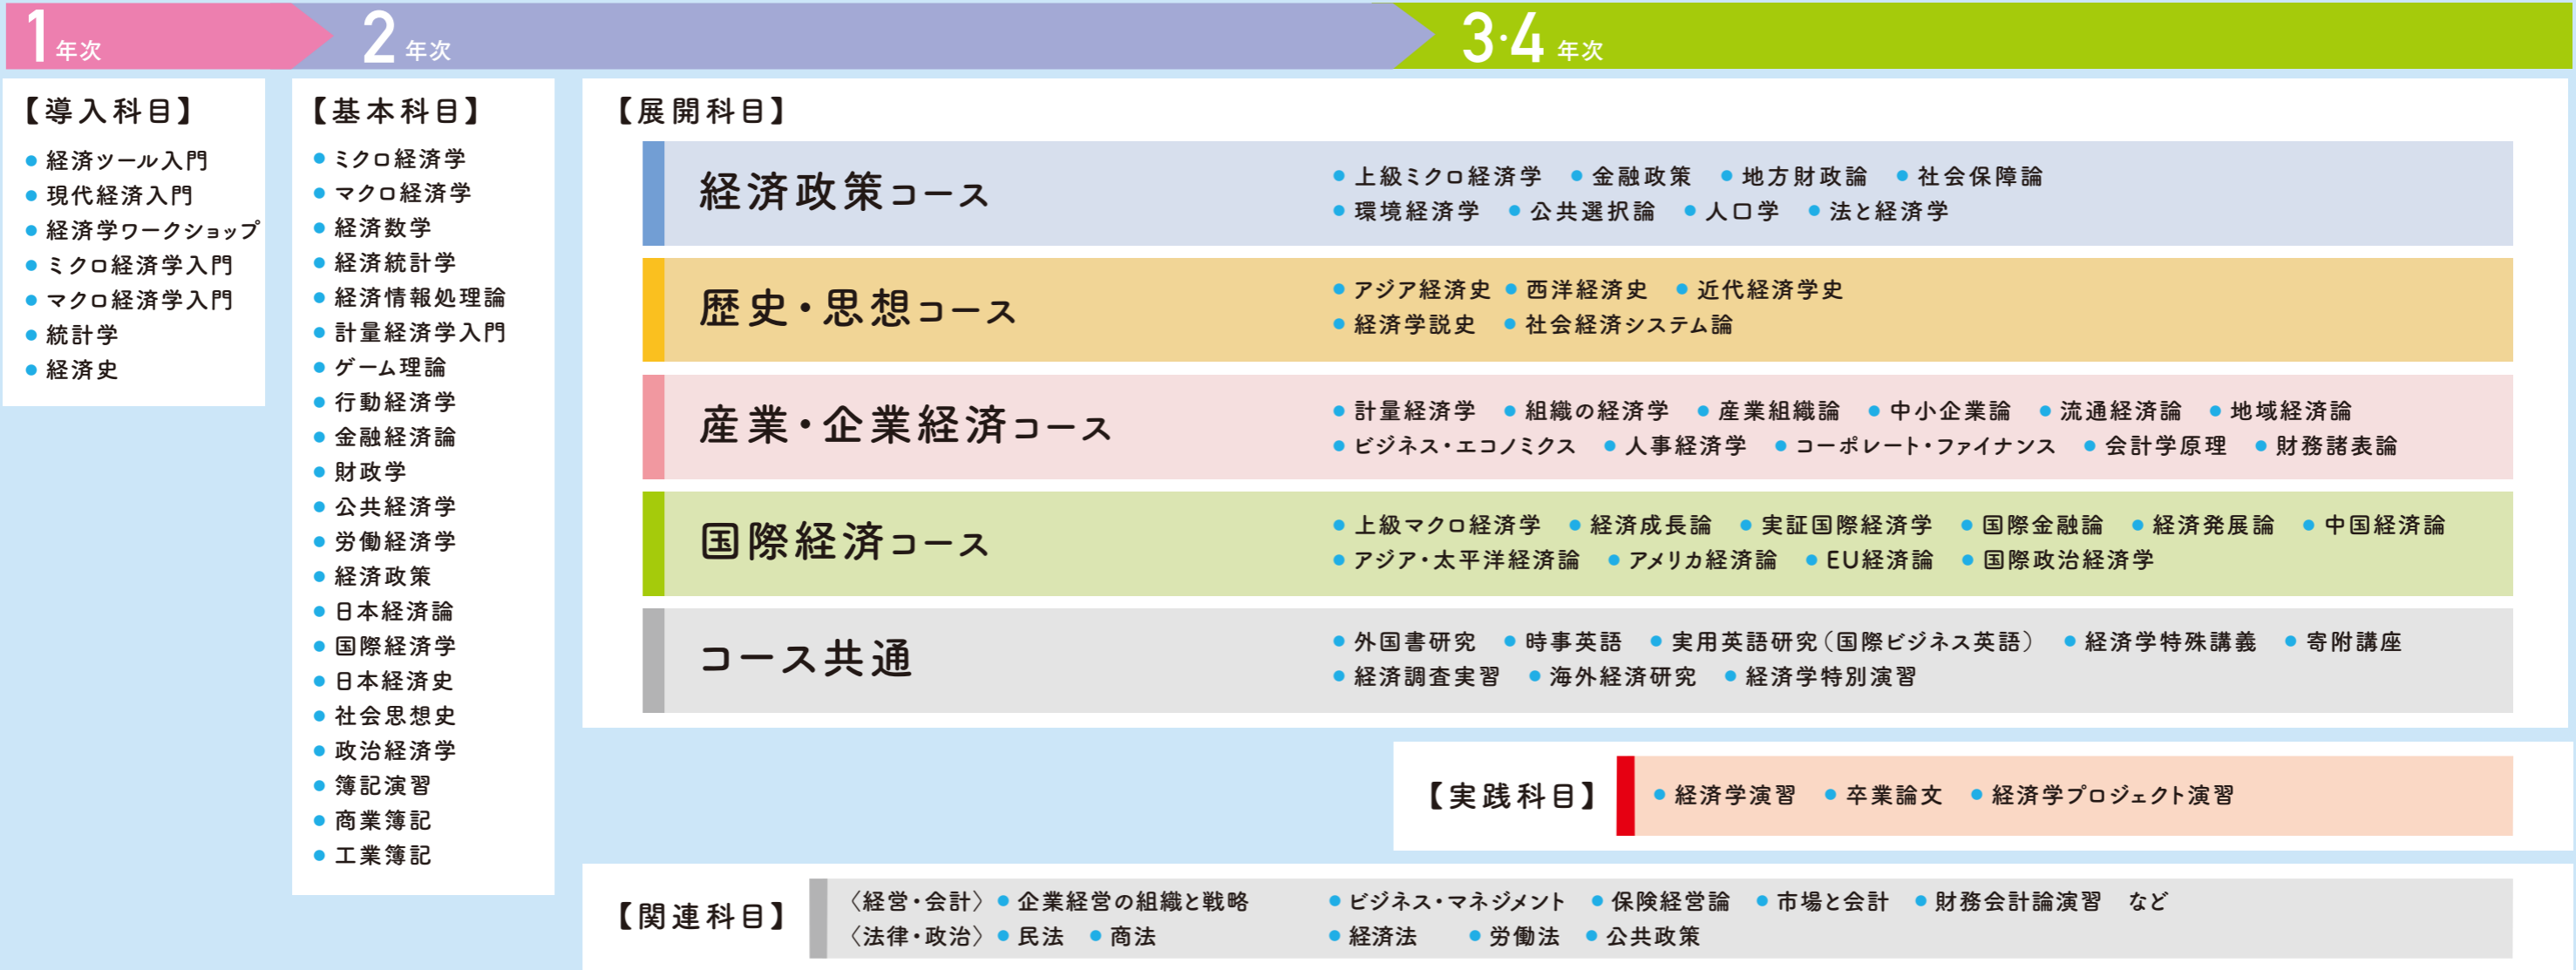 1年次
2年次
3・4年次
【導入科目】
●経済ツール入門
●現代経済入門
●経済学ワークショップ
●ミクロ経済学入門
●マクロ経済学入門
●統計学
●経済史
【基本科目】
●ミクロ経済学
●マクロ経済学
●経済数学
●経済統計学
●経済情報処理論
●計量経済学入門
●ゲーム理論
●行動経済学
●金融経済論
●財政学
●公共経済学
●労働経済学
●経済政策
●日本経済論
●国際経済学
●日本経済史
●社会思想史
●政治経済学
●簿記演習
●商業簿記
●工業簿記
【展開科目】
経済政策コース
●上級ミクロ経済学 ●金融政策 ●地方財政論 ●社会保障論
●環境経済学 ●公共選択論 ●人口学 ●法と経済学
歴史・思想コース
●アジア経済史 ●西洋経済史 ●近代経済学史
●経済学説史 ●社会経済システム論
産業・企業経済コース
●計量経済学 ●組織の経済学 ●産業組織論 ●中小企業論 ●流通経済論 ●地域経済論
●ビジネス・エコノミクス ●人事経済学 ●コーポレート・ファイナンス ●会計学原理 ●財務諸表論
国際経済コース
●上級マクロ経済学 ●経済成長論 ●実証国際経済学 ●国際金融論 ●経済発展論 ●中国経済論
●アジア・太平洋経済論 ●アメリカ経済論 ●EU経済論 ●国際政治経済学
コース共通
●外国書研究 ●時事英語 ●実用英語研究(国際ビジネス英語) ●経済学特殊講義 ●寄附講座
●経済調査実習 ●海外経済研究 ●経済学特別演習
【実践科目】
●経済学演習 ●卒業論文 ●経済学プロジェクト演習
【関連科目】
〈経営・会計〉●企業経営の組織と戦略 ●ビジネス・マネジメント ●保険経営論 ●市場と会計 ●財務会計論演習 など
〈法律・政治〉●民法 ●商法 ●経済法 ●労働法 ●公共政策